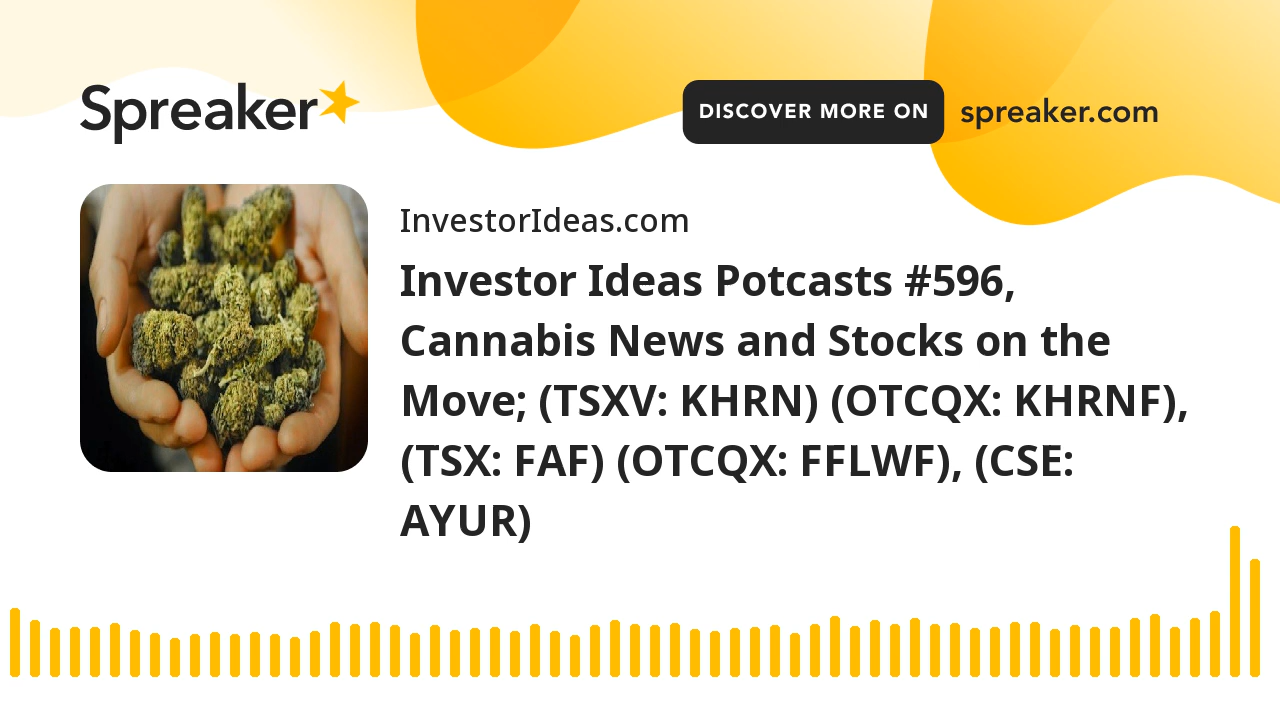 Spreaker
DISCOVER MORE ON
spreaker.com
InvestorIdeas.com
Investor Ideas Potcasts #596,
Cannabis News and Stocks on the
Move; (TSXV: KHRN) (OTCQX: KHRNF),
(TSX: FAF) (OTCQX: FFLWF), (CSE:
AYUR)